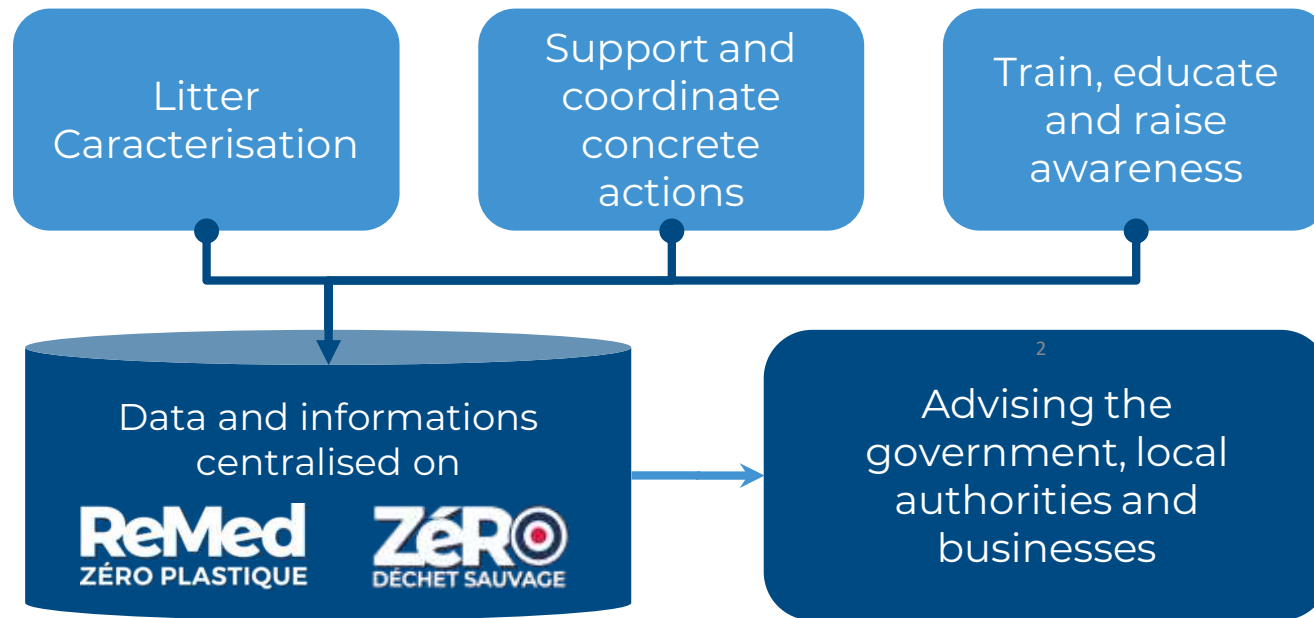 Litter
Caracterisation
Support and
coordinate
concrete
actions
Train, educate
and raise
awareness
Data and informations
centralised on
ReMed
ZÉRO PLASTIQUE
ZéRO
DÉCHET SAUVAGE
2
Advising the
government, local
authorities and
businesses